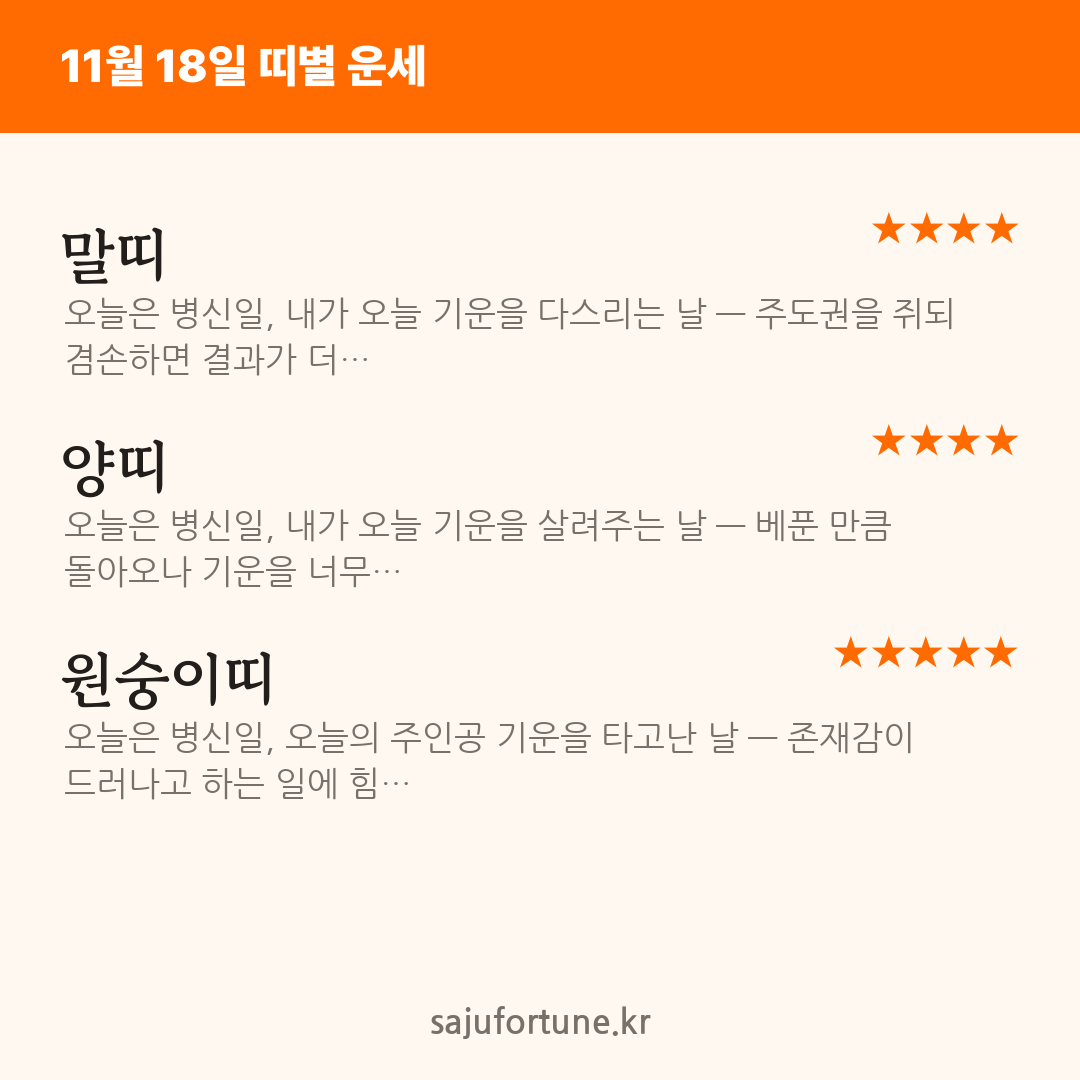 11월 18일 띠별 운세
말띠
★★★★
오늘은 병신일, 내가 오늘 기운을 다스리는 날 — 주도권을 쥐되
겸손하면 결과가 더…
양띠
★★★★
오늘은 병신일, 내가 오늘 기운을 살려주는 날 — 베푼 만큼
돌아오나 기운을 너무…
원숭이띠
★★★★★
오늘은 병신일, 오늘의 주인공 기운을 타고난 날 — 존재감이
드러나고 하는 일에 힘…
sajufortune.kr